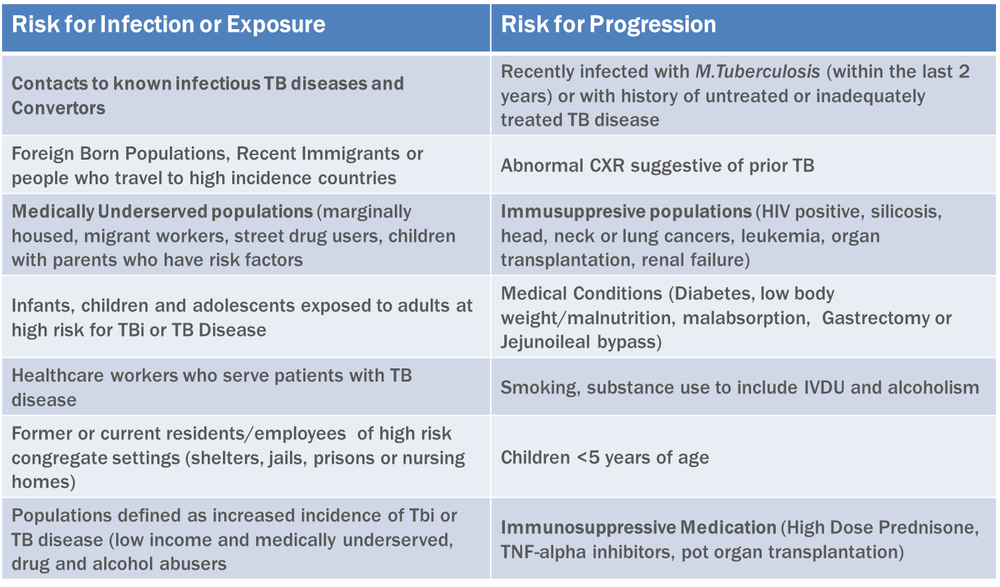 Risk for Infection or Exposure
Risk for Progression
Contacts to known infectious TB diseases and
Convertors
Recently infected with M.Tuberculosis (within the last 2
years) or with history of untreated or inadequately
treated TB disease
Foreign Born Populations, Recent Immigrants or
people who travel to high incidence countries
Abnormal CXR suggestive of prior TB
Medically Underserved populations (marginally
housed, migrant workers, street drug users, children
with parents who have risk factors
Immusuppresive populations (HIV positive, silicosis,
head, neck or lung cancers, leukemia, organ
transplantation, renal failure)
Infants, children and adolescents exposed to adults at
high risk for TBi or TB Disease
Medical Conditions (Diabetes, low body
weight/malnutrition, malabsorption,  Gastrectomy or
Jejunoileal bypass)
Healthcare workers who serve patients with TB
disease
Smoking, substance use to include IVDU and alcoholism
Former or current residents/employees  of high risk
congregate settings (shelters, jails, prisons or nursing
homes)
Children <5 years of age
Populations defined as increased incidence of Tbi or
TB disease (low income and medically underserved,
drug and alcohol abusers
Immunosuppressive Medication (High Dose Prednisone,
TNF-alpha inhibitors, pot organ transplantation)